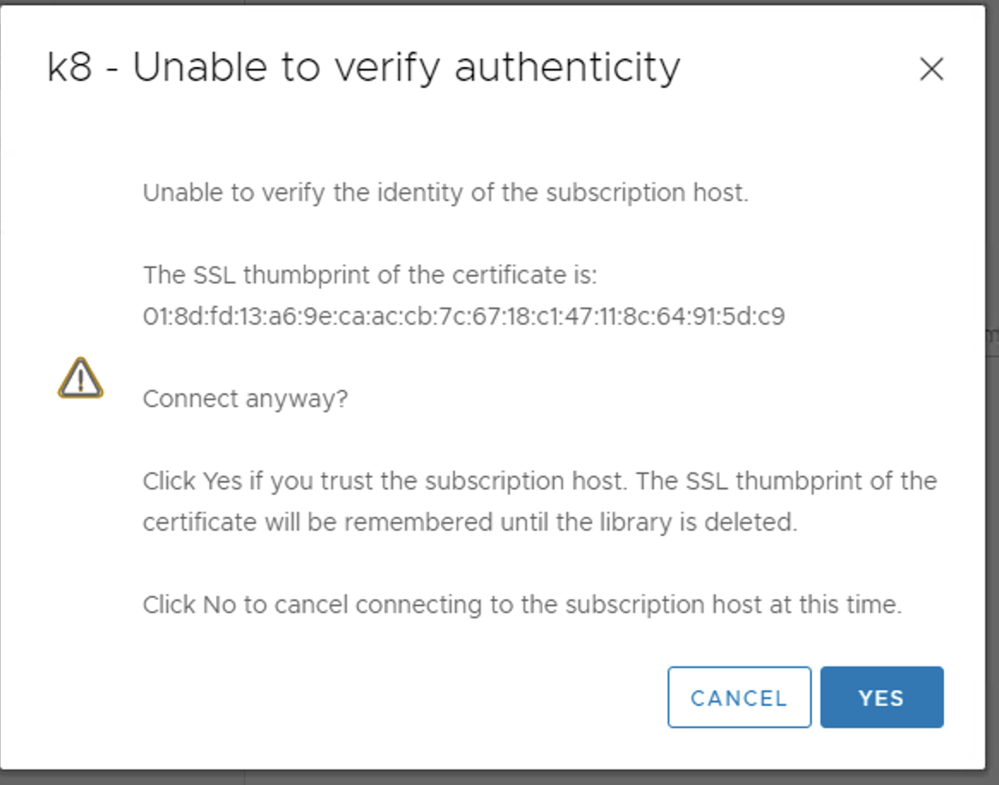 k8 - Unable to verify authenticity
Unable to verify the identity of the subscription host.
The SSL thumbprint of the certificate is:
01:8d:fd:13:a6:9e:ca:ac:cb:7c:67:18:c1:47:11:8c:64:91:5d:c9
Connect anyway?
Click Yes if you trust the subscription host. The SSL thumbprint of the
certificate will be remembered until the library is deleted.
Click No to cancel connecting to the subscription host at this time.
CANCEL YES